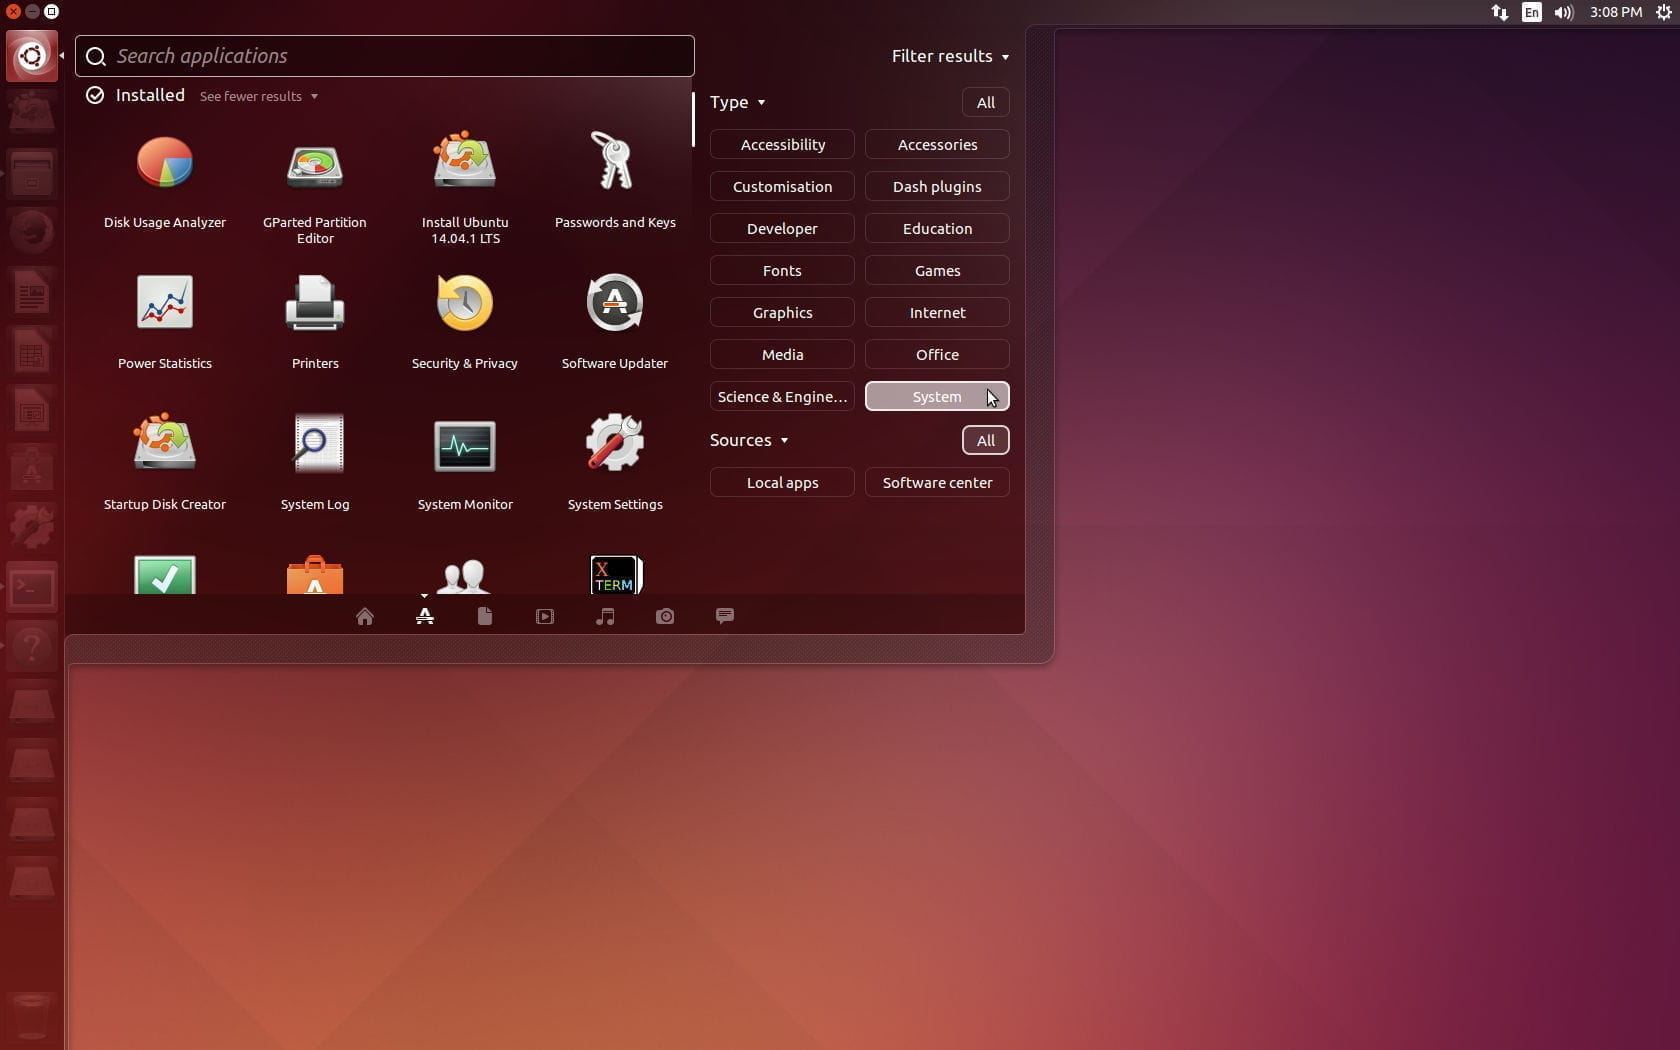 En
3:08 PM
Search applications
Filter results
Installed See fewer results
Type
All
Accessibility
Accessories
Customisation
Dash plugins
Developer
Education
Fonts
Games
Graphics
Internet
Media
Office
Science & Engine...
System
Sources
All
Local apps
Software center
Disk Usage Analyzer
GParted Partition
Editor
Install Ubuntu
14.04.1 LTS
Passwords and Keys
Power Statistics
Printers
Security & Privacy
Software Updater
Startup Disk Creator
System Log
System Monitor
System Settings
X
TERM